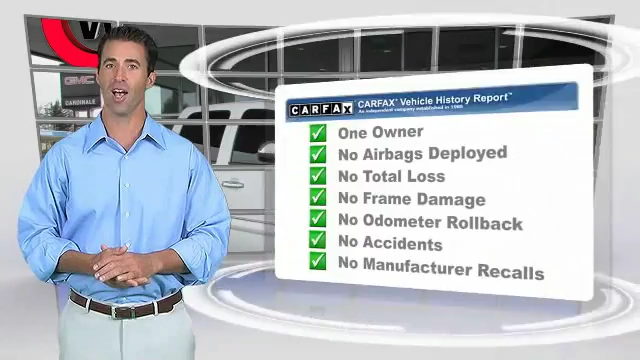 GMC
CARDINALE
CARFAX CARFAX Vehicle History Report™
An independent company established in 1986
One Owner
No Airbags Deployed
No Total Loss
No Frame Damage
No Odometer Rollback
No Accidents
No Manufacturer Recalls